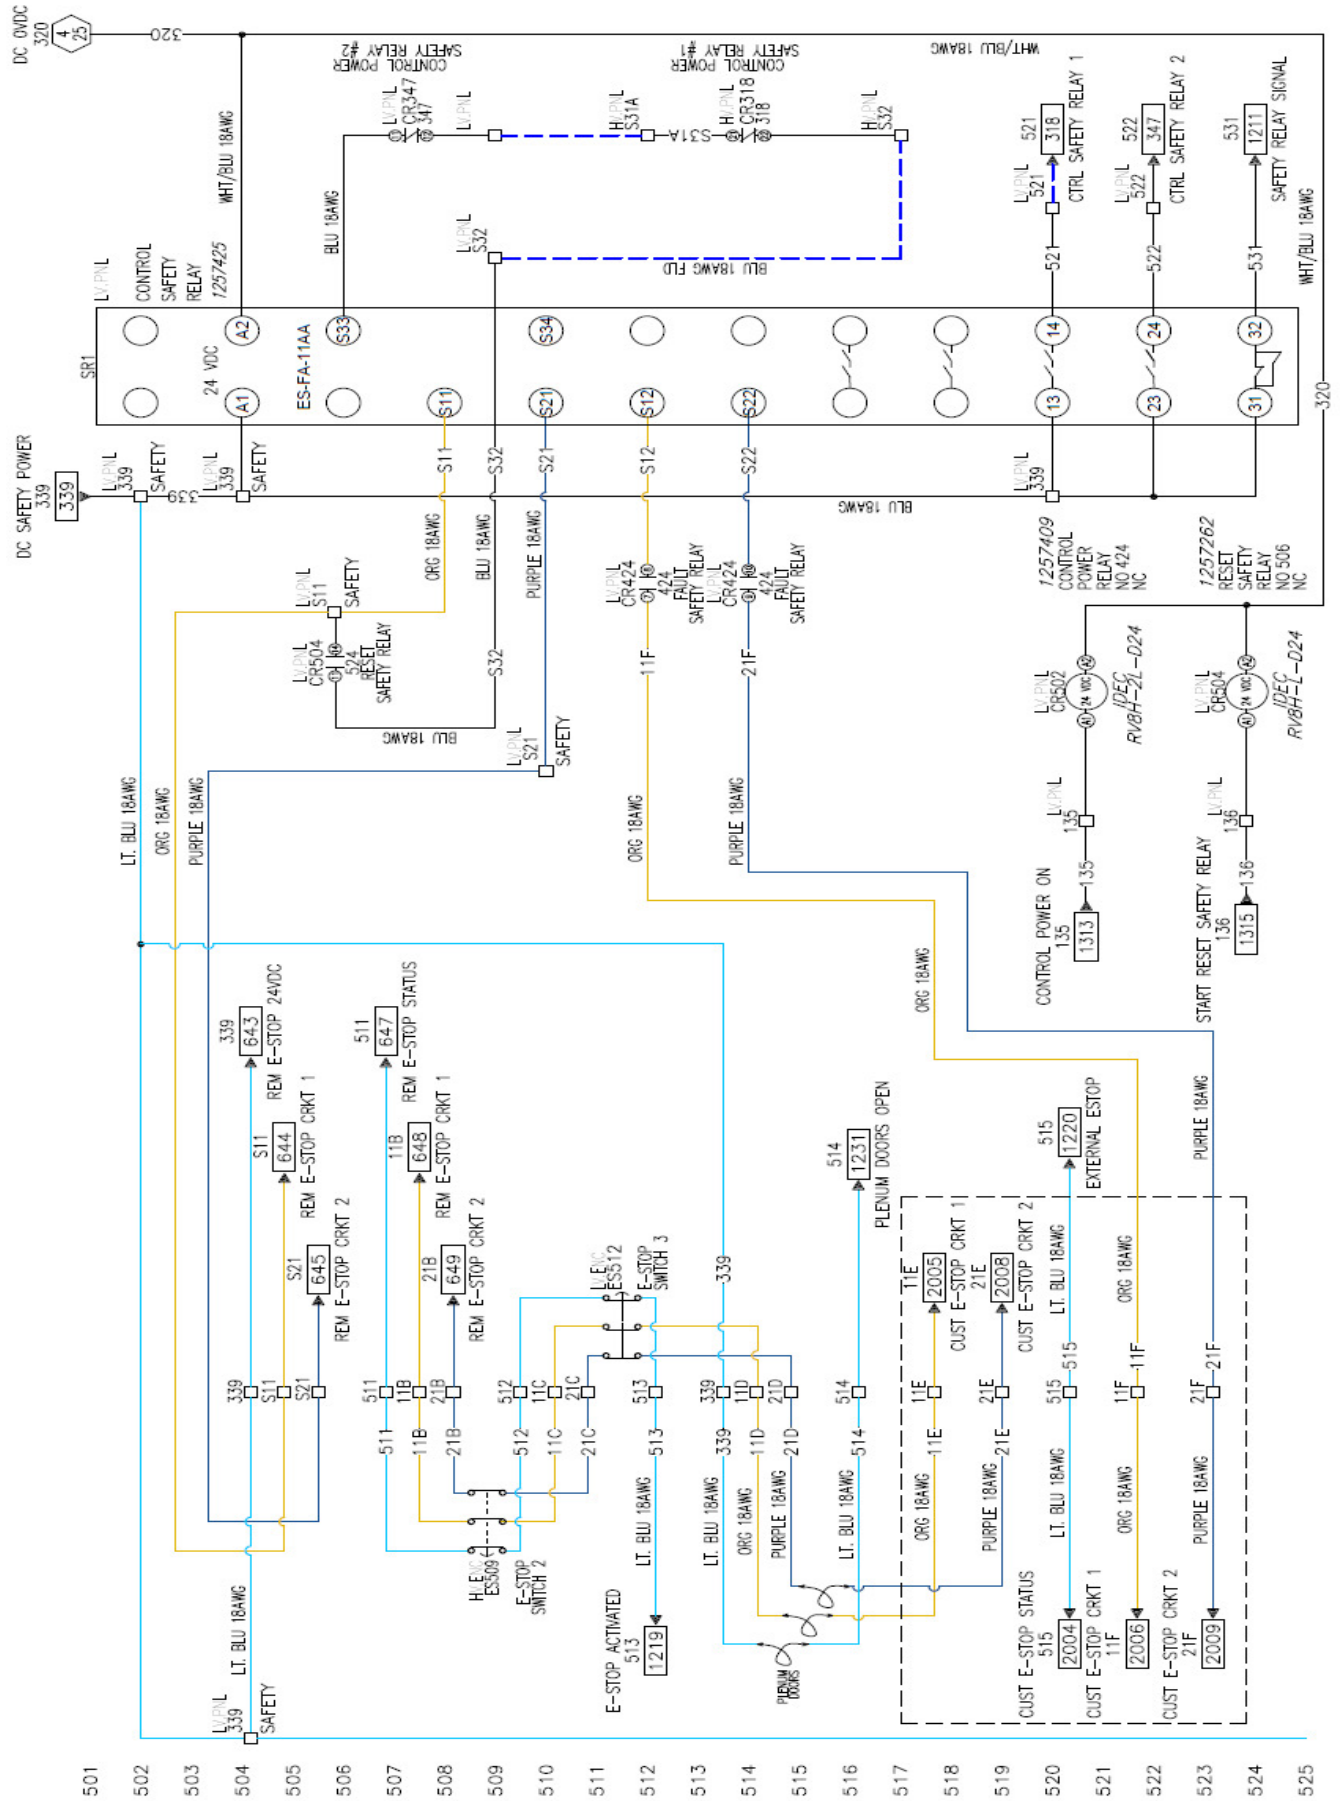 DC 0VDC
320
4
25
320
WHT/BLU 18AWG
CONTROL POWER
SAFETY RELAY #2
LV.PNL
CR347
347
LV.PNL
HV.PNL
S31A
S31A
HV.PNL
CR318
318
CONTROL POWER
SAFETY RELAY #1
HV.PNL
S32
WHT/BLU 18AWG
BLU 18AWG
LV.PNL
S32
BLU 18AWG FLD
521
318
LV.PNL
521
CTRL SAFETY RELAY 1
521
522
347
LV.PNL
522
CTRL SAFETY RELAY 2
522
531
1211
SAFETY RELAY SIGNAL
531
WHT/BLU 18AWG
320
LV.PNL
CONTROL
SAFETY
RELAY
1257425
SR1
24 VDC
A2
A1
ES-FA-11AA
S33
S11
S34
S21
S12
S22
14
13
24
23
32
31
DC SAFETY POWER
339
339
LV.PNL
339
SAFETY
339
LV.PNL
339
SAFETY
S11
S32
S21
S12
S22
LV.PNL
339
BLU 18AWG
ORG 18AWG
BLU 18AWG
PURPLE 18AWG
LV.PNL
S11
SAFETY
LV.PNL
CR504
524
RESET
SAFETY RELAY
S32
BLU 18AWG
LV.PNL
S21
SAFETY
LV.PNL
CR424
424
FAULT
SAFETY RELAY
LV.PNL
CR424
424
FAULT
SAFETY RELAY
11F
21F
1257409
CONTROL
POWER
RELAY
NO 424
NC
1257262
RESET
SAFETY
RELAY
NO 506
NC
LV.PNL
CR502
A1
24 VDC
A2
IDEC
RV8H-2L-D24
LV.PNL
CR504
A1
24 VDC
A2
IDEC
RV8H-L-D24
LT. BLU 18AWG
ORG 18AWG
PURPLE 18AWG
ORG 18AWG
PURPLE 18AWG
LV.PNL
135
135
CONTROL POWER ON
135
1313
LV.PNL
136
136
START RESET SAFETY RELAY
136
1315
339
643
REM E-STOP 24VDC
S11
644
REM E-STOP CRKT 1
S21
645
REM E-STOP CRKT 2
511
647
REM E-STOP STATUS
11B
648
REM E-STOP CRKT 1
21B
649
REM E-STOP CRKT 2
ORG 18AWG
PURPLE 18AWG
514
1231
PLENUM DOORS OPEN
515
1220
EXTERNAL ESTOP
LV.ENC
ES512
E-STOP
SWITCH 3
339
11E
2005
CUST E-STOP CRKT 1
21E
2008
CUST E-STOP CRKT 2
LT. BLU 18AWG
ORG 18AWG
339
S11
S21
511
11B
21B
512
11C
21C
513
339
11D
21D
514
11E
21E
515
515
11F
11F
21F
21F
511
11B
21B
512
11C
21C
513
339
11D
21D
514
11E
21E
HV.ENC
ES509
E-STOP
SWITCH 2
LT. BLU 18AWG
LT. BLU 18AWG
ORG 18AWG
PURPLE 18AWG
LT. BLU 18AWG
ORG 18AWG
PURPLE 18AWG
LT. BLU 18AWG
ORG 18AWG
PURPLE 18AWG
LT. BLU 18AWG
LV.PNL
339
SAFETY
E-STOP ACTIVATED
513
1219
PLENUM
DOORS
CUST E-STOP STATUS
515
2004
CUST E-STOP CRKT 1
11F
2006
CUST E-STOP CRKT 2
21F
2009
501
502
503
504
505
506
507
508
509
510
511
512
513
514
515
516
517
518
519
520
521
522
523
524
525